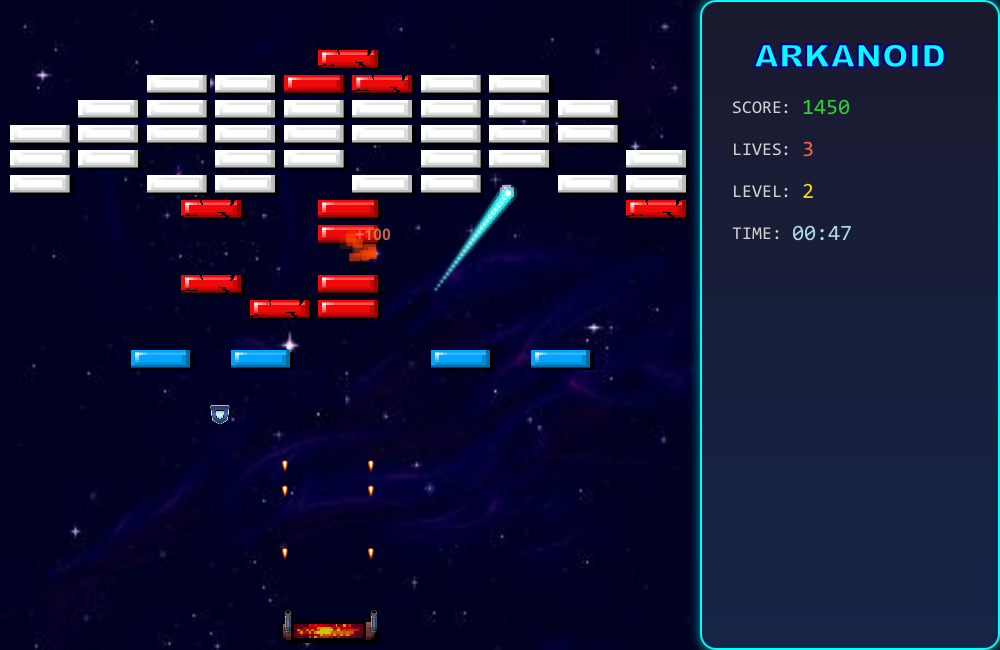 ARKANOID
SCORE: 1450
LIVES: 3
LEVEL: 2
TIME: 00:47
+100